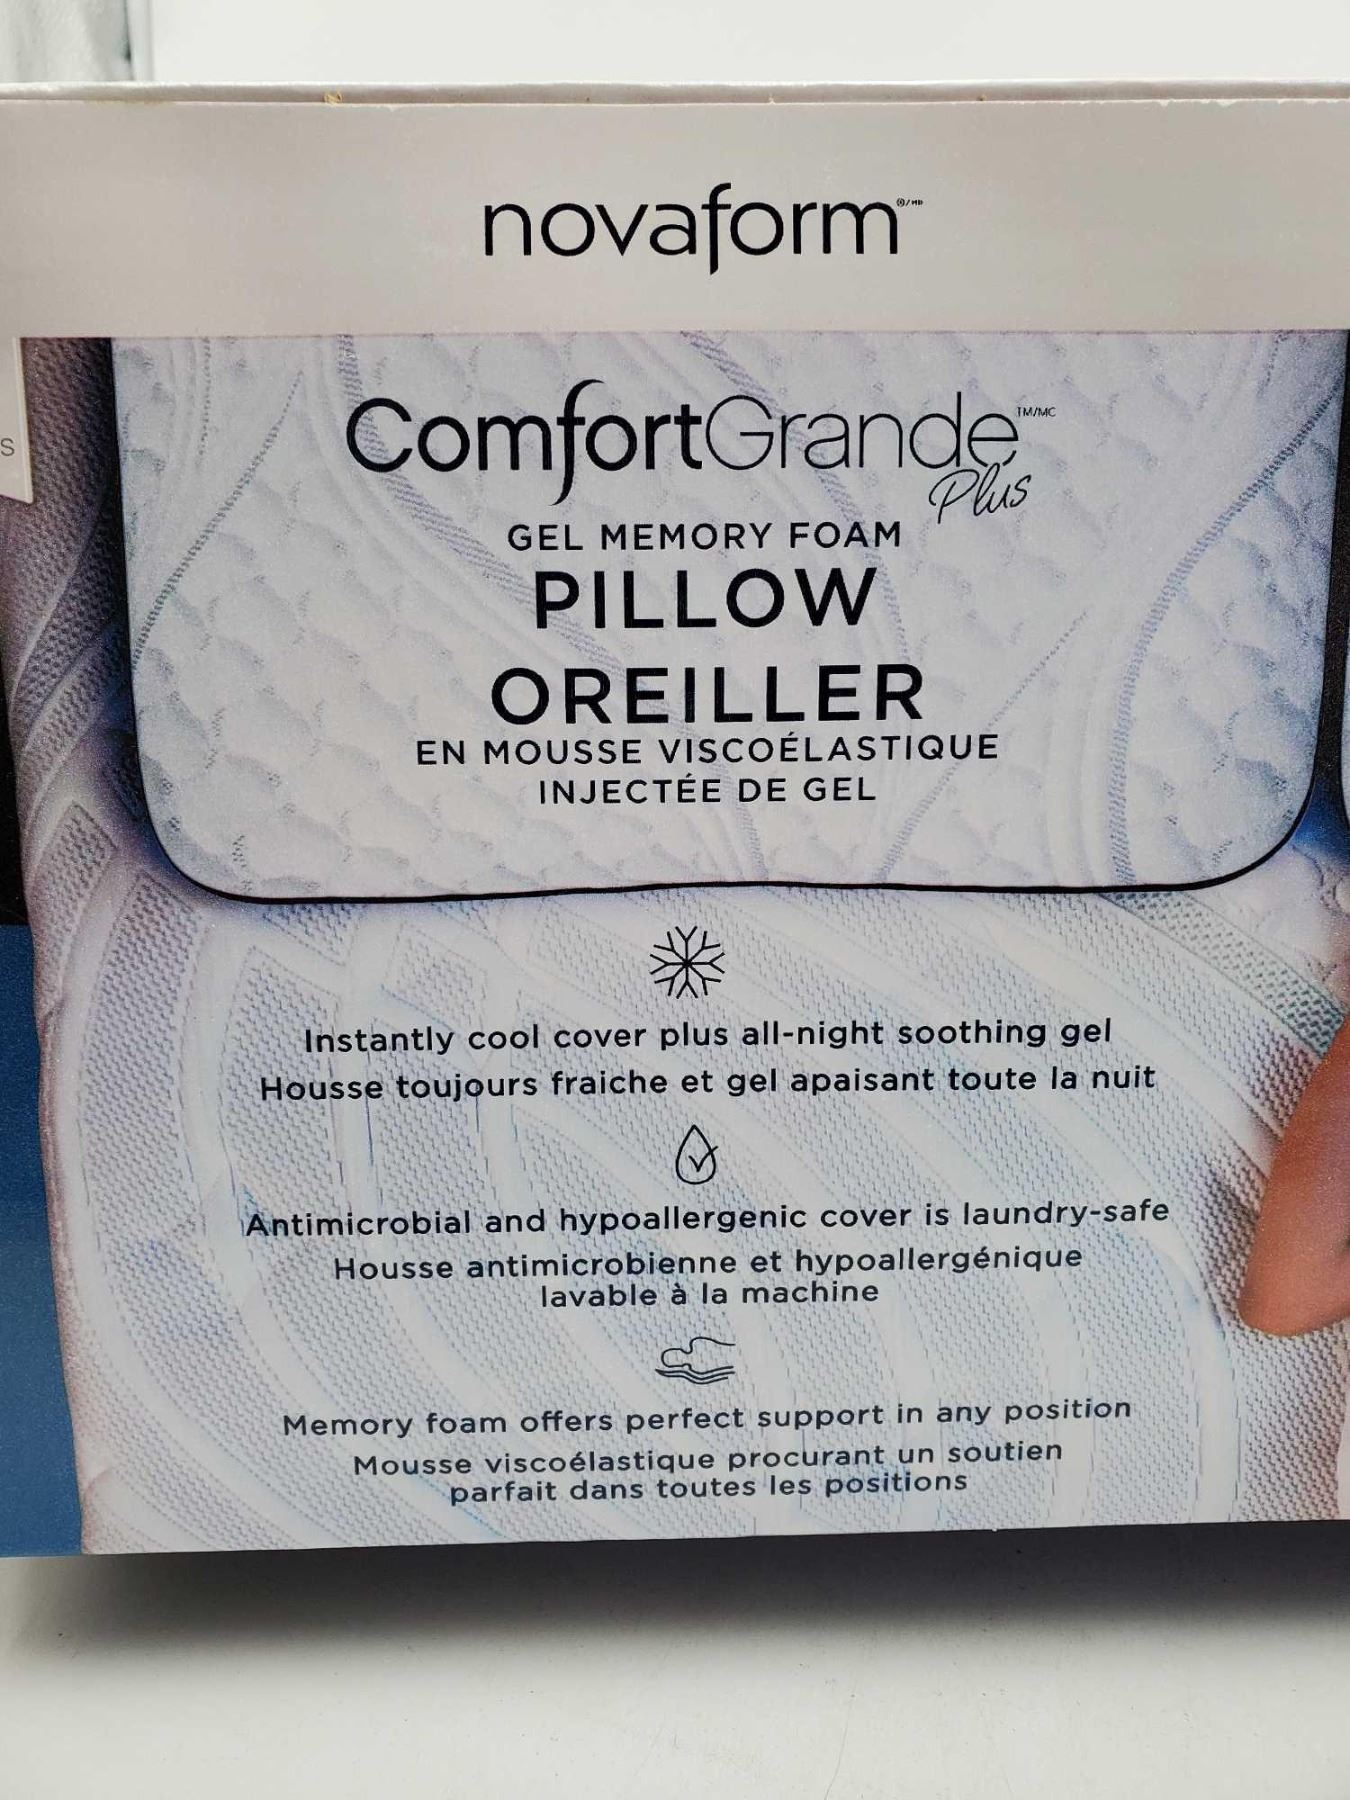 novaform ®/MD
ComfortGrande TM/MC
Plus
GEL MEMORY FOAM
PILLOW
OREILLER
EN MOUSSE VISCOÉLASTIQUE
INJECTÉE DE GEL
S
Instantly cool cover plus all-night soothing gel
Housse toujours fraiche et gel apaisant toute la nuit
Antimicrobial and hypoallergenic cover is laundry-safe
Housse antimicrobienne et hypoallergénique
lavable à la machine
Memory foam offers perfect support in any position
Mousse viscoélastique procurant un soutien
parfait dans toutes les positions